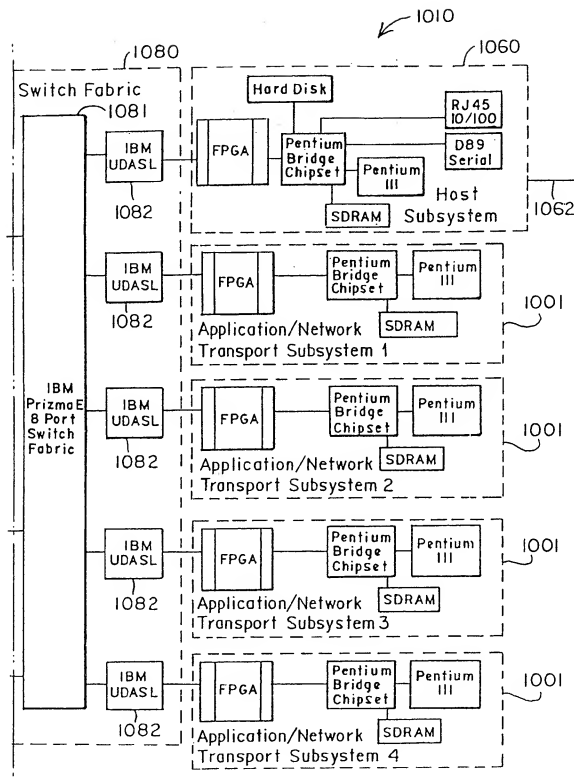 1010
1080
1060
Switch Fabric
1081
IBM
UDASL
1082
FPGA
Hard Disk
Pentium
Bridge
Chipset
RJ45
10/100
D89
Serial
Pentium
III
SDRAM
Host
Subsystem
1062
IBM
UDASL
1082
FPGA
Pentium
Bridge
Chipset
Pentium
III
SDRAM
Application/Network
Transport Subsystem 1
1001
IBM
PrizmaE
8 Port
Switch
Fabric
IBM
UDASL
1082
FPGA
Pentium
Bridge
Chipset
Pentium
III
SDRAM
Application/Network
Transport Subsystem 2
1001
IBM
UDASL
1082
FPGA
Pentium
Bridge
Chipset
Pentium
III
SDRAM
Application/Network
Transport Subsystem 3
1001
IBM
UDASL
1082
FPGA
Pentium
Bridge
Chipset
Pentium
III
SDRAM
Application/Network
Transport Subsystem 4
1001